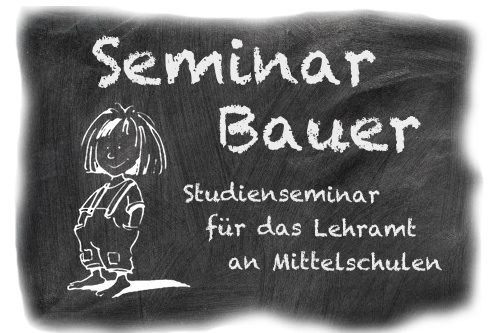 Seminar
Bauer
Studienseminar
für das Lehramt
an Mittelschulen